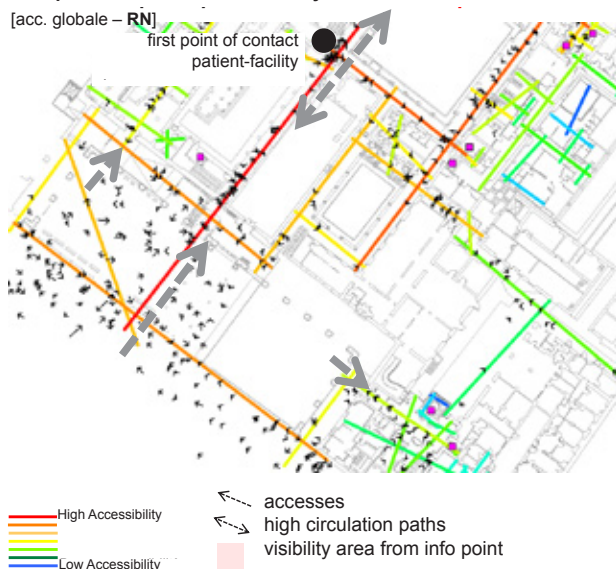 [acc. globale – RN]
first point of contact
patient-facility
High Accessibility
Low Accessibility
accesses
high circulation paths
visibility area from info point